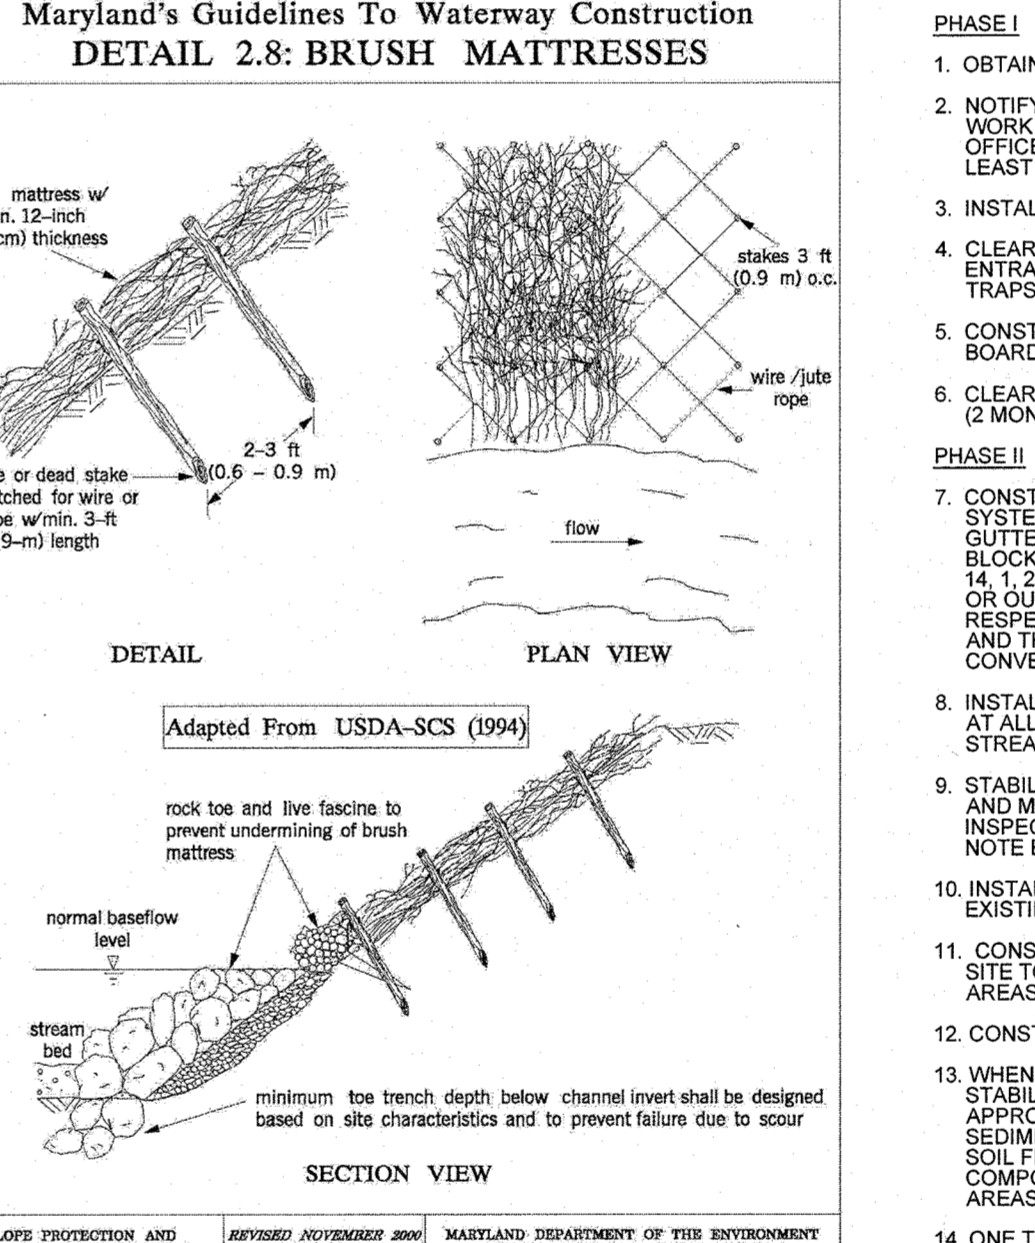 Maryland's Guidelines To Waterway Construction
DETAIL 2.8: BRUSH MATTRESSES
mattress w/
n. 12-inch
cm) thickness
e or dead stake
tched for wire or
pe w/min. 3-ft
9-m) length
2-3 ft
(0.6 - 0.9 m)
DETAIL
stakes 3 ft
(0.9 m) o.c.
wire /jute
rope
flow
PLAN VIEW
Adapted From USDA-SCS (1994)
rock toe and live fascine to
prevent undermining of brush
mattress
normal baseflow
level
stream
bed
minimum toe trench depth below channel invert shall be designed
based on site characteristics and to prevent failure due to scour
SECTION VIEW
LOPE PROTECTION AND
REVISED NOVEMBER 2000
MARYLAND DEPARTMENT OF THE ENVIRONMENT
PHASE I
1. OBTAIN
2. NOTIFY
WORK
OFFICE
LEAST
3. INSTAL
4. CLEAR
ENTRA
TRAPS
5. CONST
BOARD
6. CLEAR
(2 MON
PHASE II
7. CONST
SYSTE
GUTTE
BLOCK
14, 1, 2
OR OU
RESPE
AND TH
CONVE
8. INSTAL
AT ALL
STREA
9. STABIL
AND M
INSPEC
NOTE E
10. INSTAL
EXISTI
11. CONS
SITE TO
AREAS
12. CONST
13. WHEN
STABIL
APPRO
SEDIM
SOIL F
COMPO
AREAS
14. ONE T